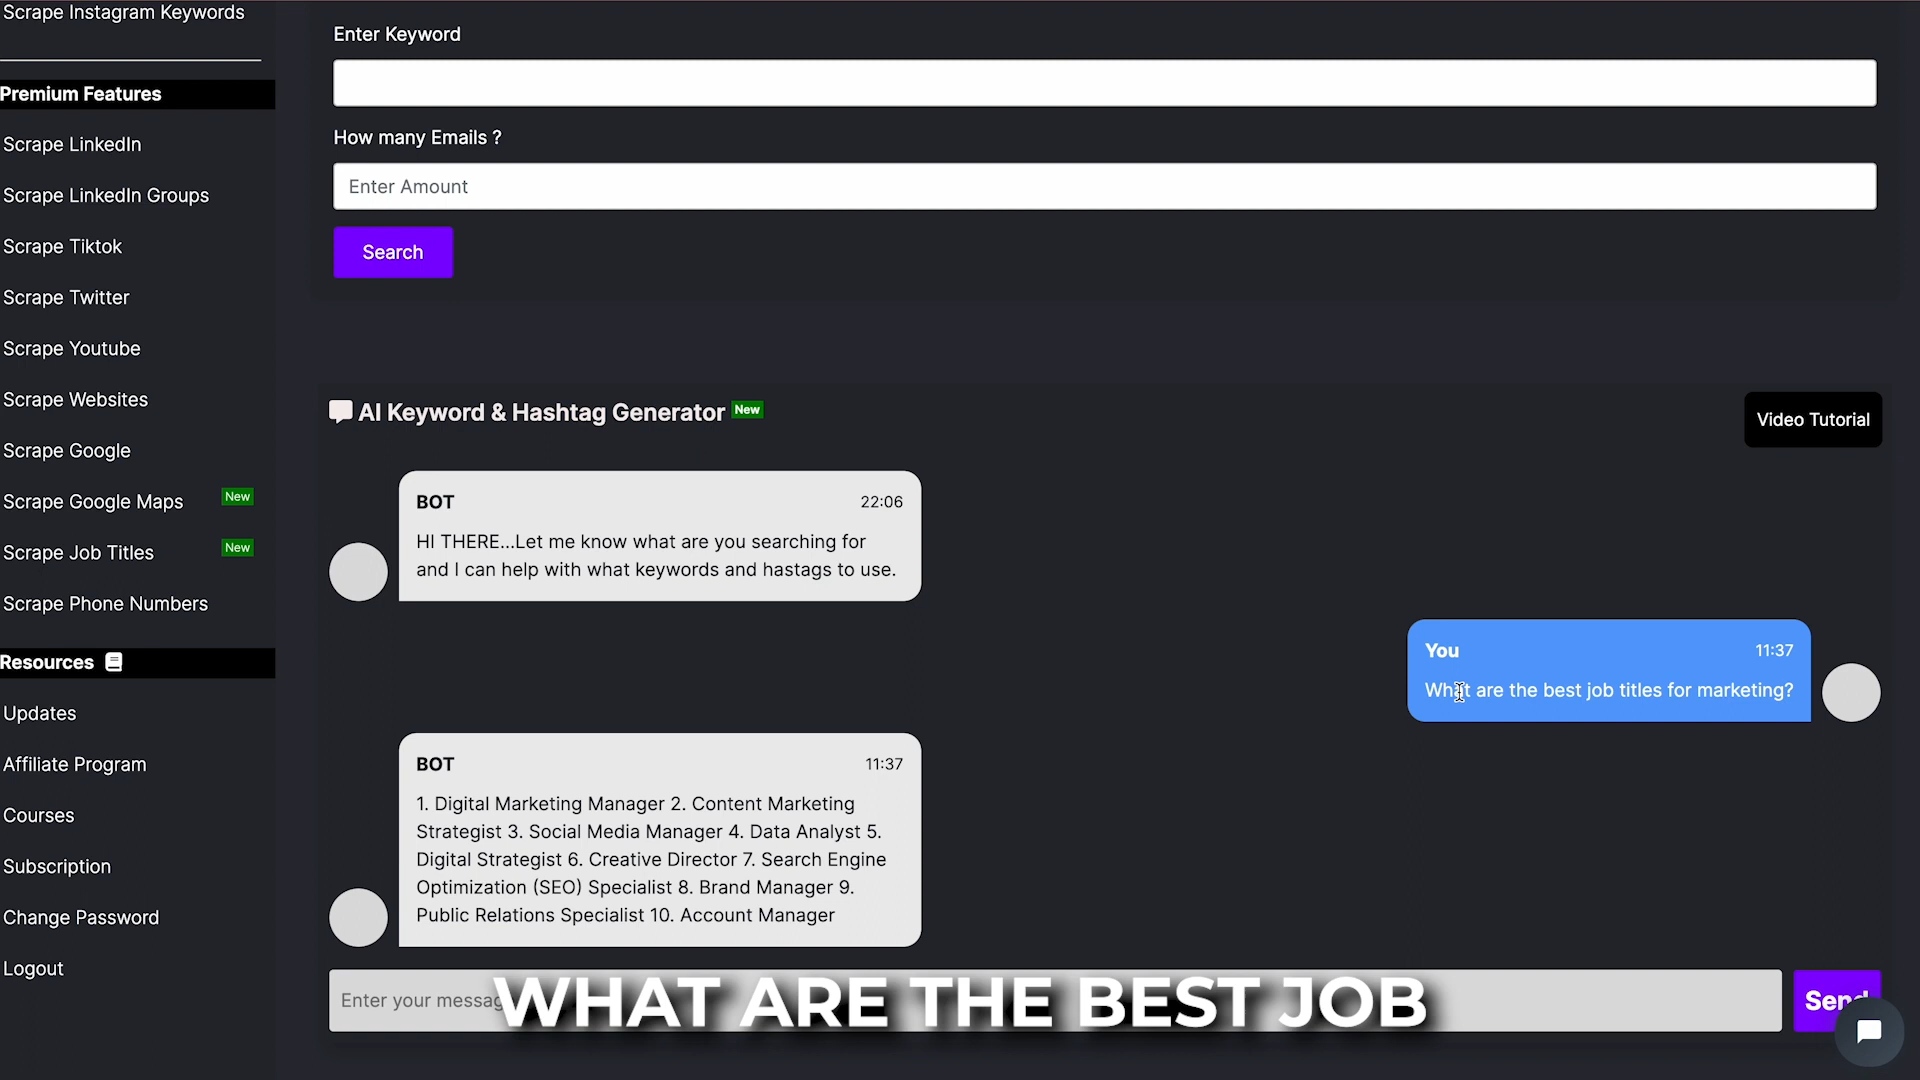 Scrape Instagram Keywords
Premium Features
Scrape LinkedIn
Scrape LinkedIn Groups
Scrape Tiktok
Scrape Twitter
Scrape Youtube
Scrape Websites
Scrape Google
Scrape Google Maps New
Scrape Job Titles New
Scrape Phone Numbers
Resources
Updates
Affiliate Program
Courses
Subscription
Change Password
Logout
Enter Keyword
How many Emails ?
Enter Amount
Search
AI Keyword & Hashtag Generator New
Video Tutorial
BOT 22:06
HI THERE...Let me know what are you searching for
and I can help with what keywords and hastags to use.
You 11:37
What are the best job titles for marketing?
BOT 11:37
1. Digital Marketing Manager 2. Content Marketing
Strategist 3. Social Media Manager 4. Data Analyst 5.
Digital Strategist 6. Creative Director 7. Search Engine
Optimization (SEO) Specialist 8. Brand Manager 9.
Public Relations Specialist 10. Account Manager
Enter your messag
Send
WHAT ARE THE BEST JOB